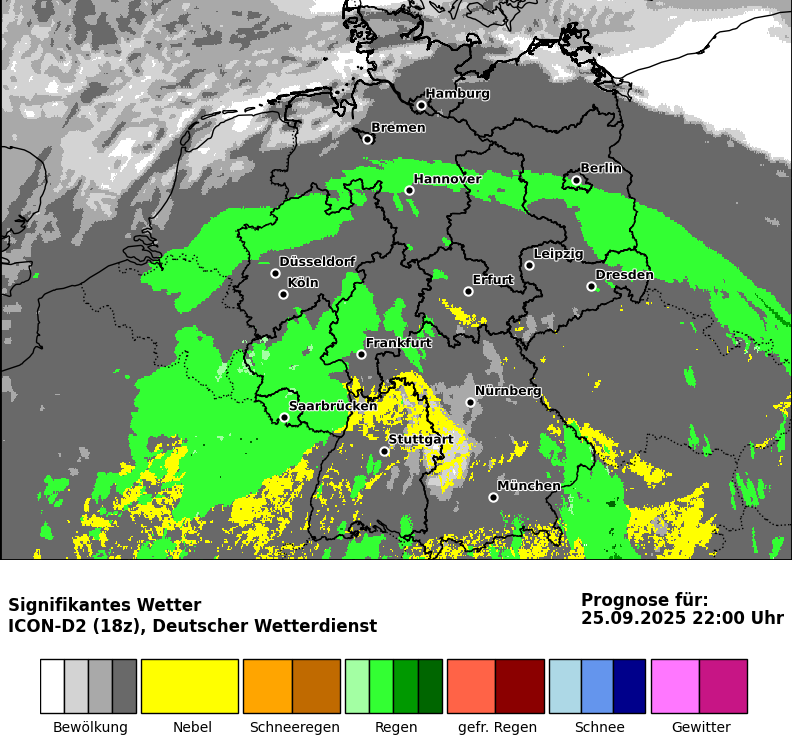 Hamburg
Bremen
Berlin
Hannover
Leipzig
Düsseldorf
Köln
Erfurt
Dresden
Frankfurt
Nürnberg
Saarbrücken
Stuttgart
München
Signifikantes Wetter
ICON-D2 (18z), Deutscher Wetterdienst
Prognose für:
25.09.2025 22:00 Uhr
Bewölkung Nebel Schneeregen Regen gefr. Regen Schnee Gewitter